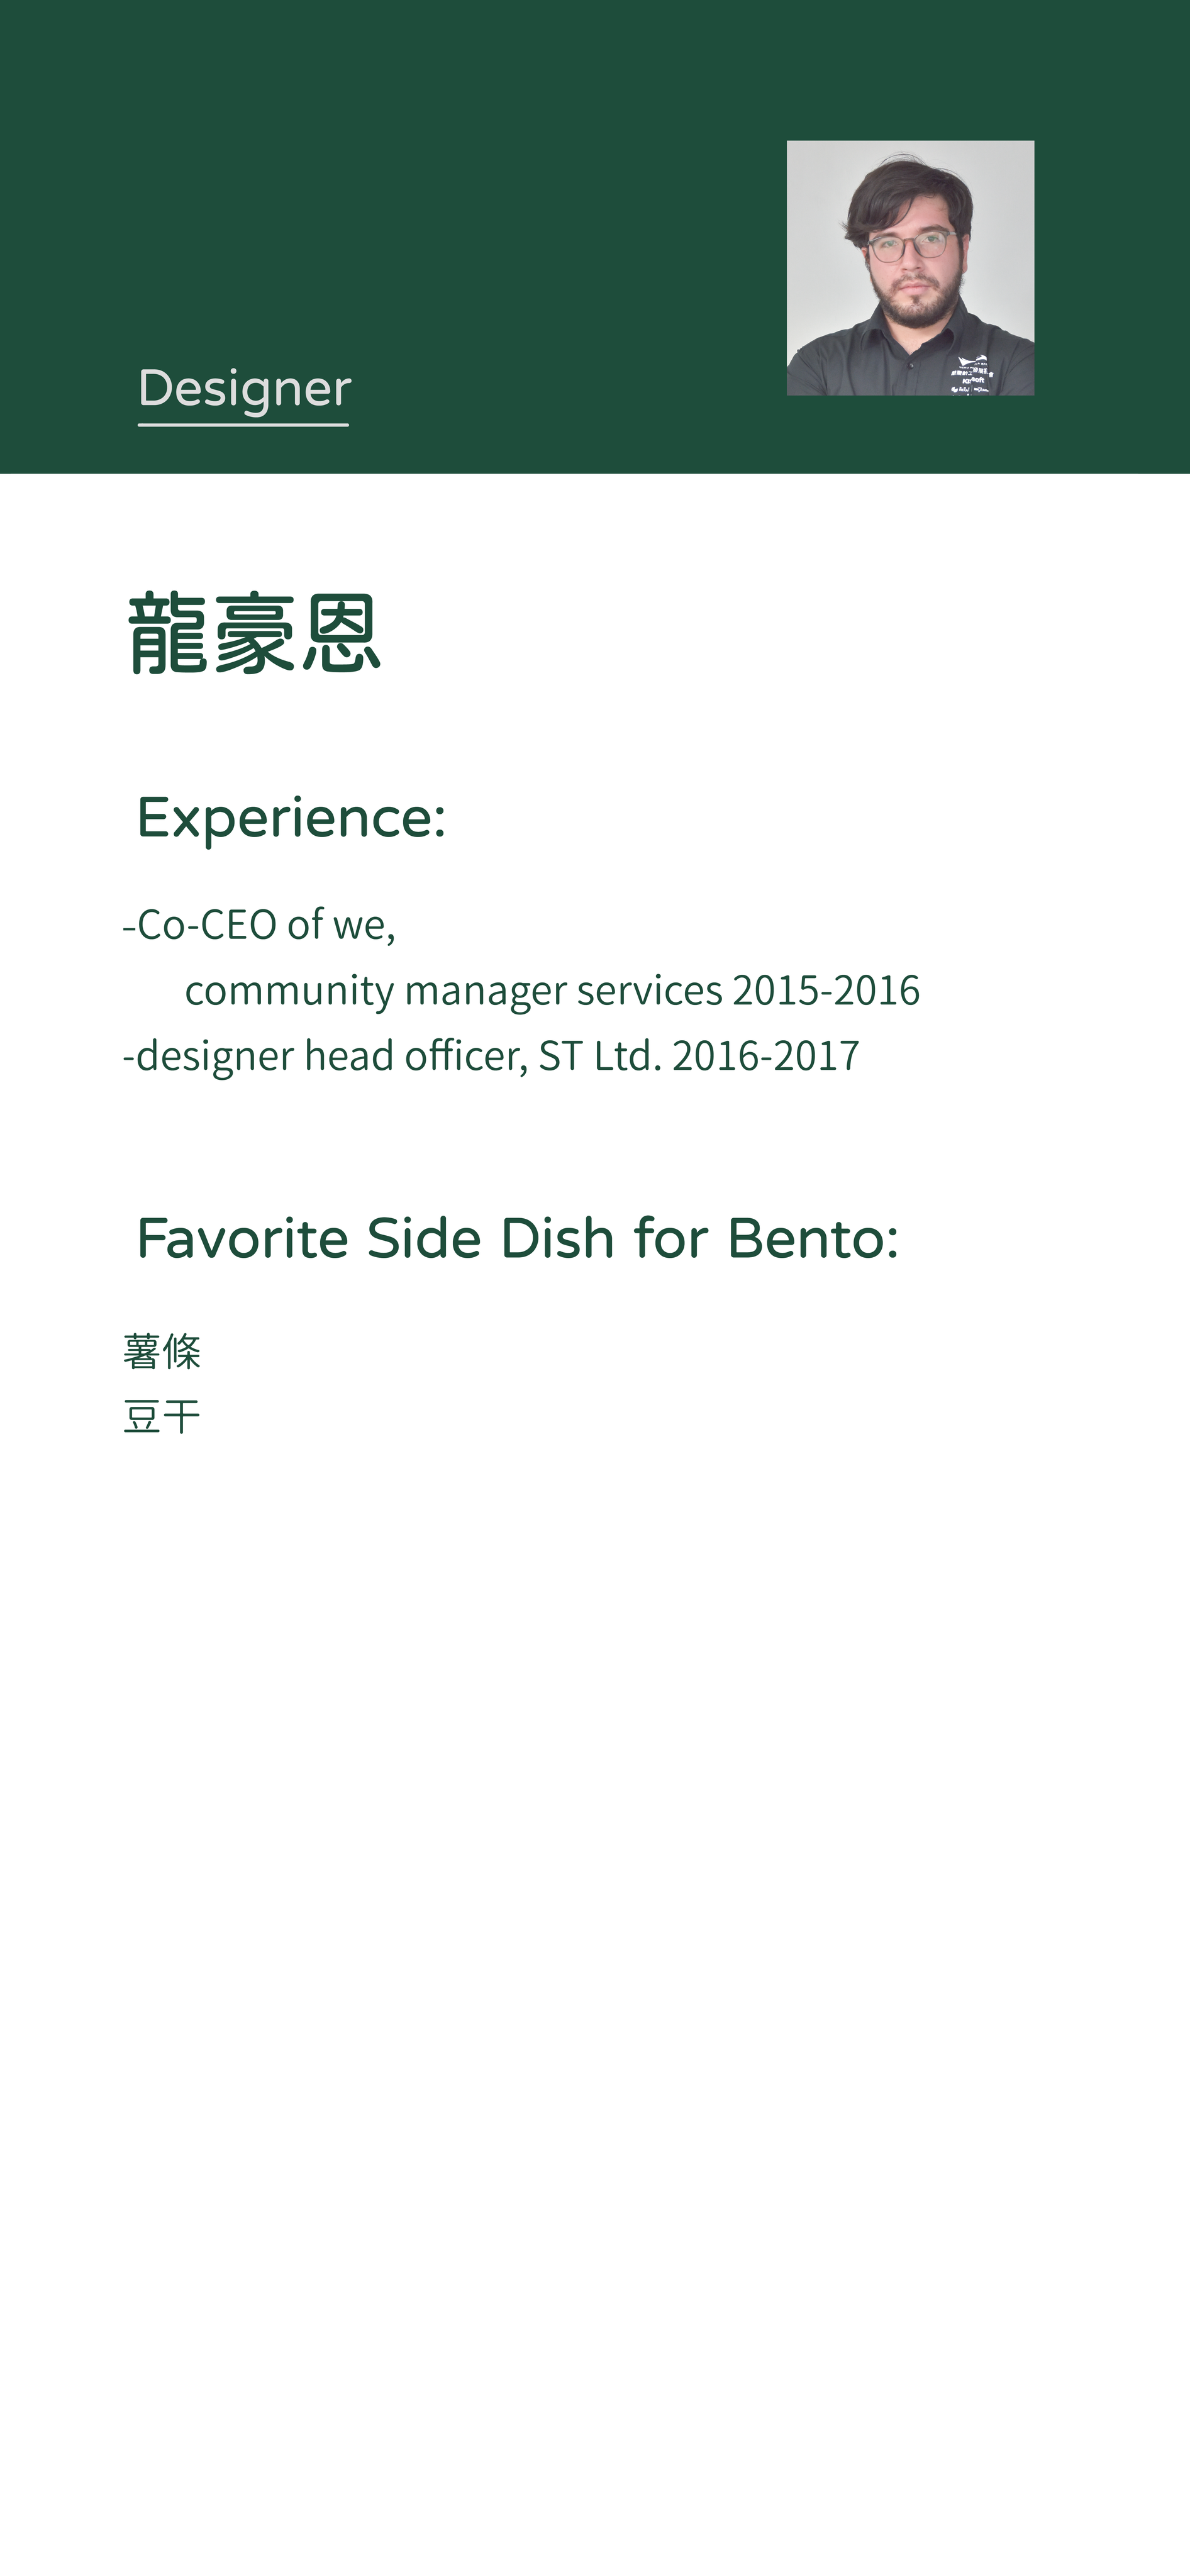 Designer
龍豪恩
Experience:
-Co-CEO of we,
community manager services 2015-2016
-designer head officer, ST Ltd. 2016-2017
Favorite Side Dish for Bento:
薯條
豆干